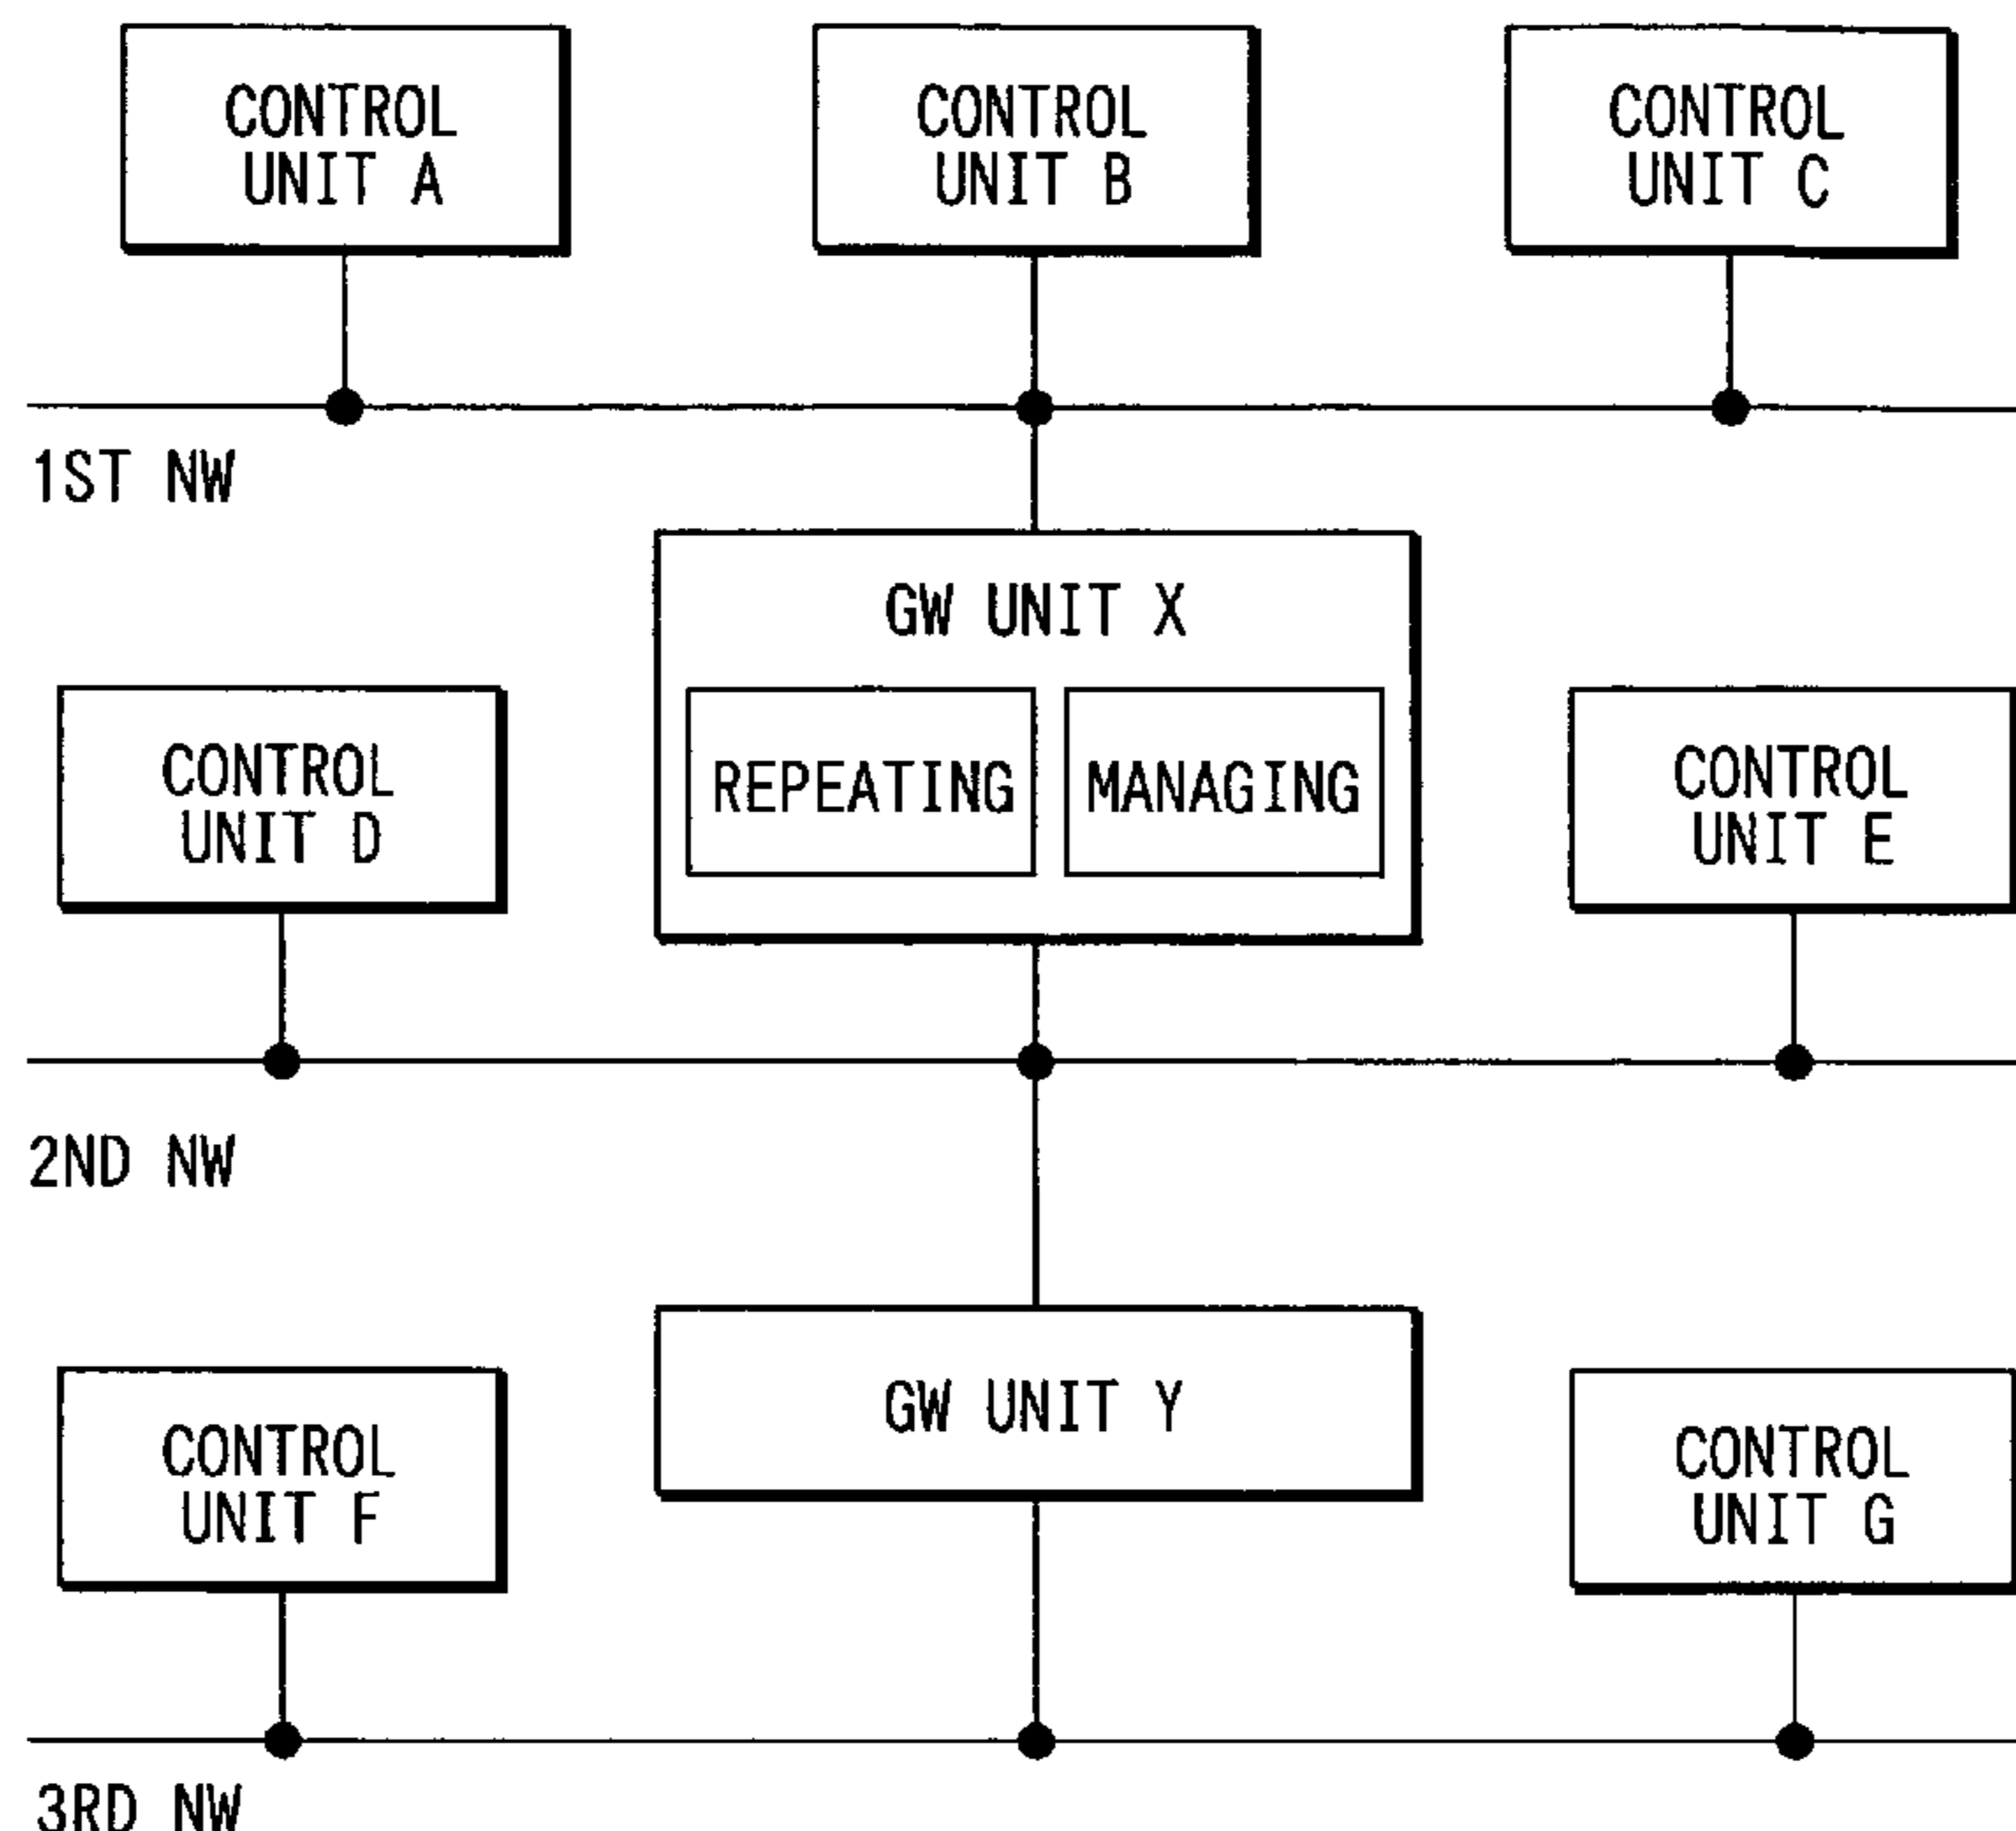 CONTROL
UNIT A
CONTROL
UNIT B
CONTROL
UNIT C
1ST NW
GW UNIT X
REPEATING
MANAGING
CONTROL
UNIT D
CONTROL
UNIT E
2ND NW
GW UNIT Y
CONTROL
UNIT F
CONTROL
UNIT G
3RD NW